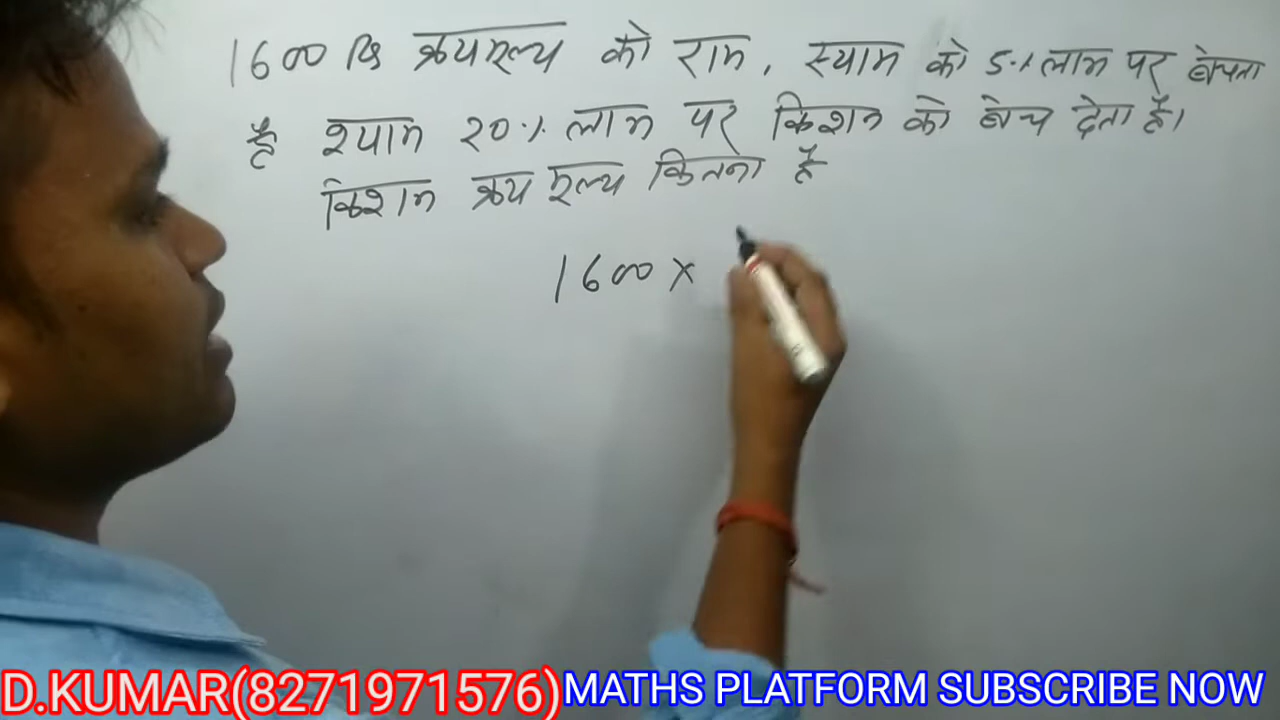 1600 कि क्रयमूल्य को राम, स्याम को 5% लाभ पर बेचता
है श्याम 20% लाभ पर किशन को बेच देता है।
किशन क्रय मूल्य कितना है
1600 ×
D.KUMAR(8271971576) MATHS PLATFORM SUBSCRIBE NOW